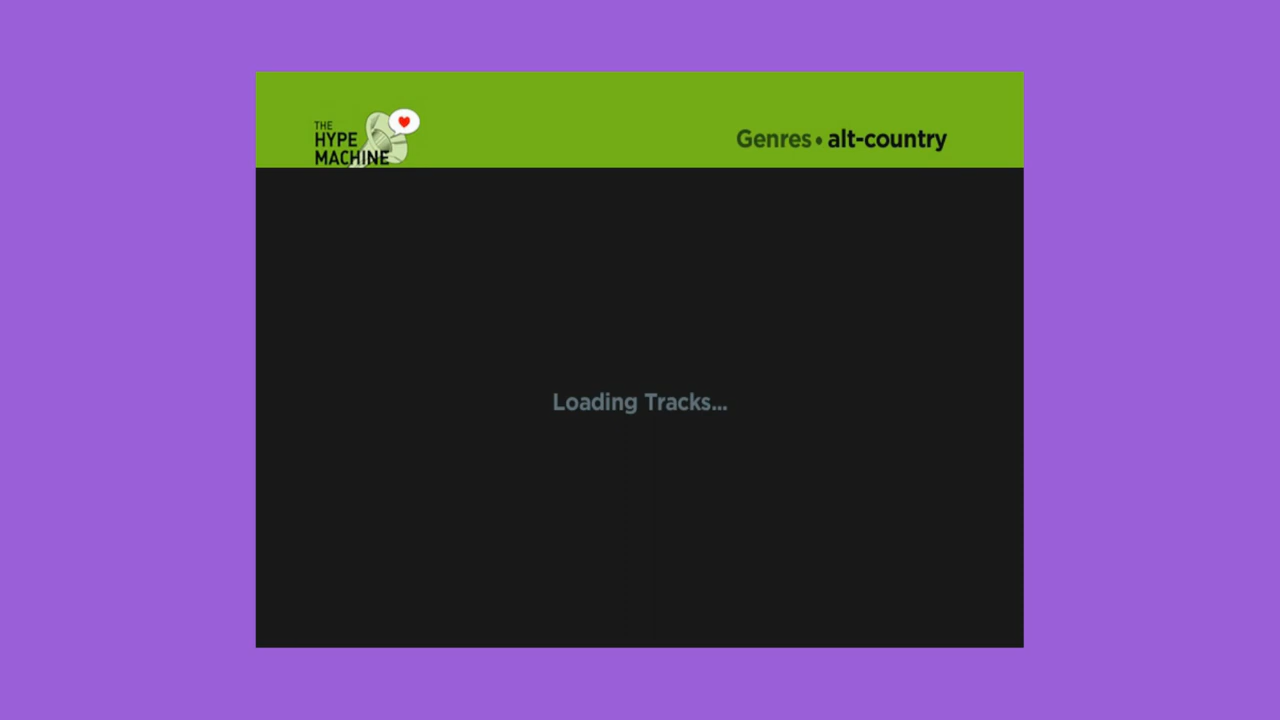 THE
HYPE
MACHINE
Genres • alt-country
Loading Tracks...